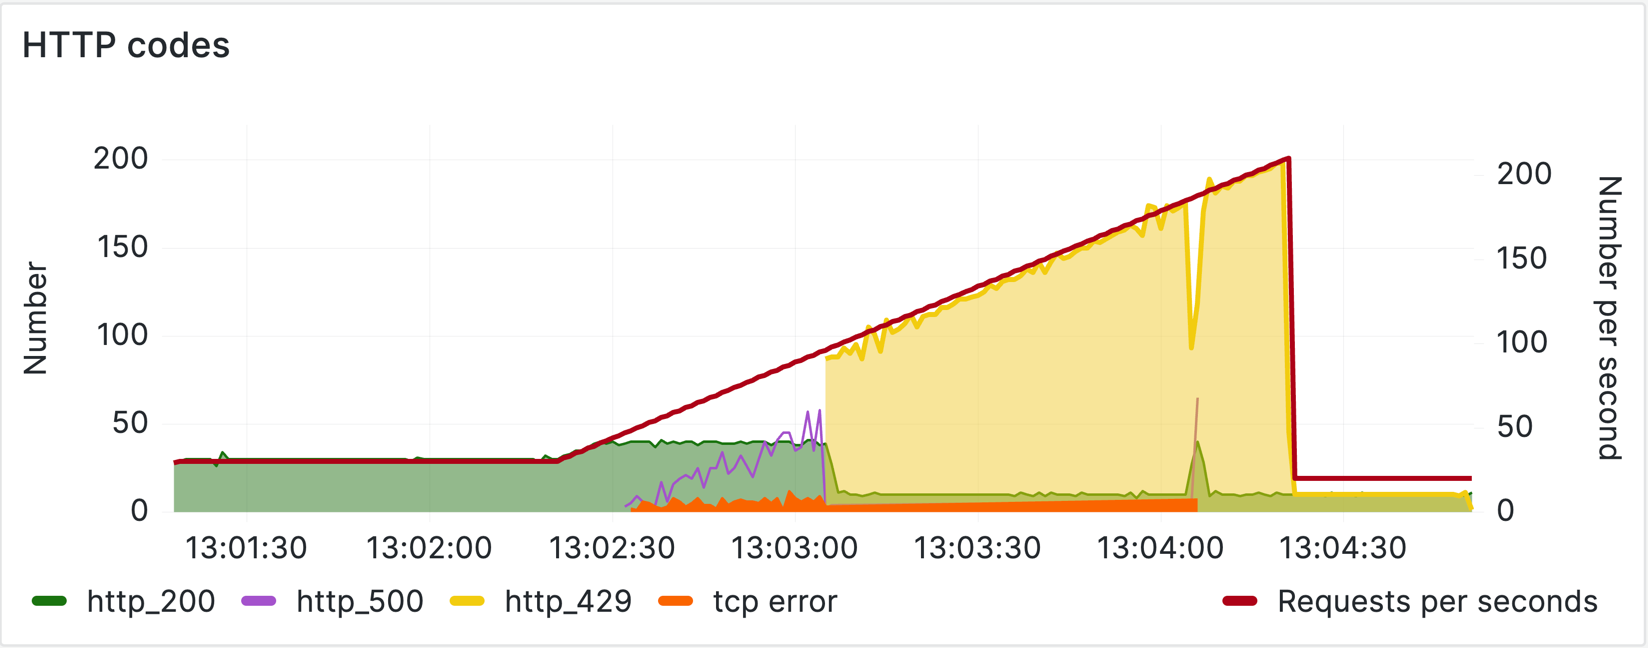 HTTP codes
200
150
100
50
0
Number
200
150
100
50
0
Number per second
13:01:30 13:02:00 13:02:30 13:03:00 13:03:30 13:04:00 13:04:30
http_200 http_500 http_429 tcp error Requests per seconds